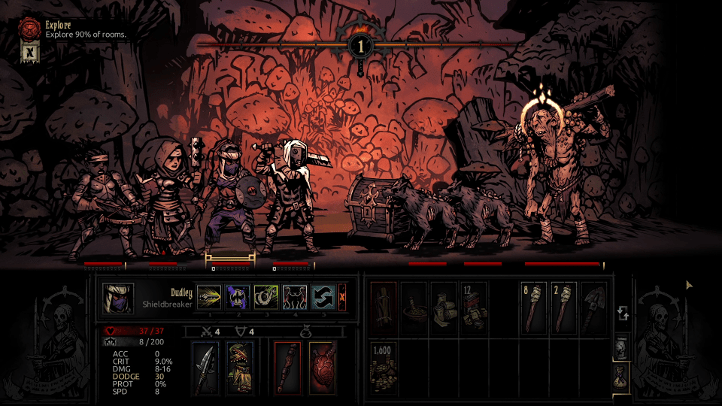 Explore
Explore 90% of rooms.
1
Dudley
Shieldbreaker
37 / 37
8 / 200
4
4
ACC 0
CRIT 9.0%
DMG 8-16
DODGE 30
PROT 0%
SPD 8
12
8
2
1,600